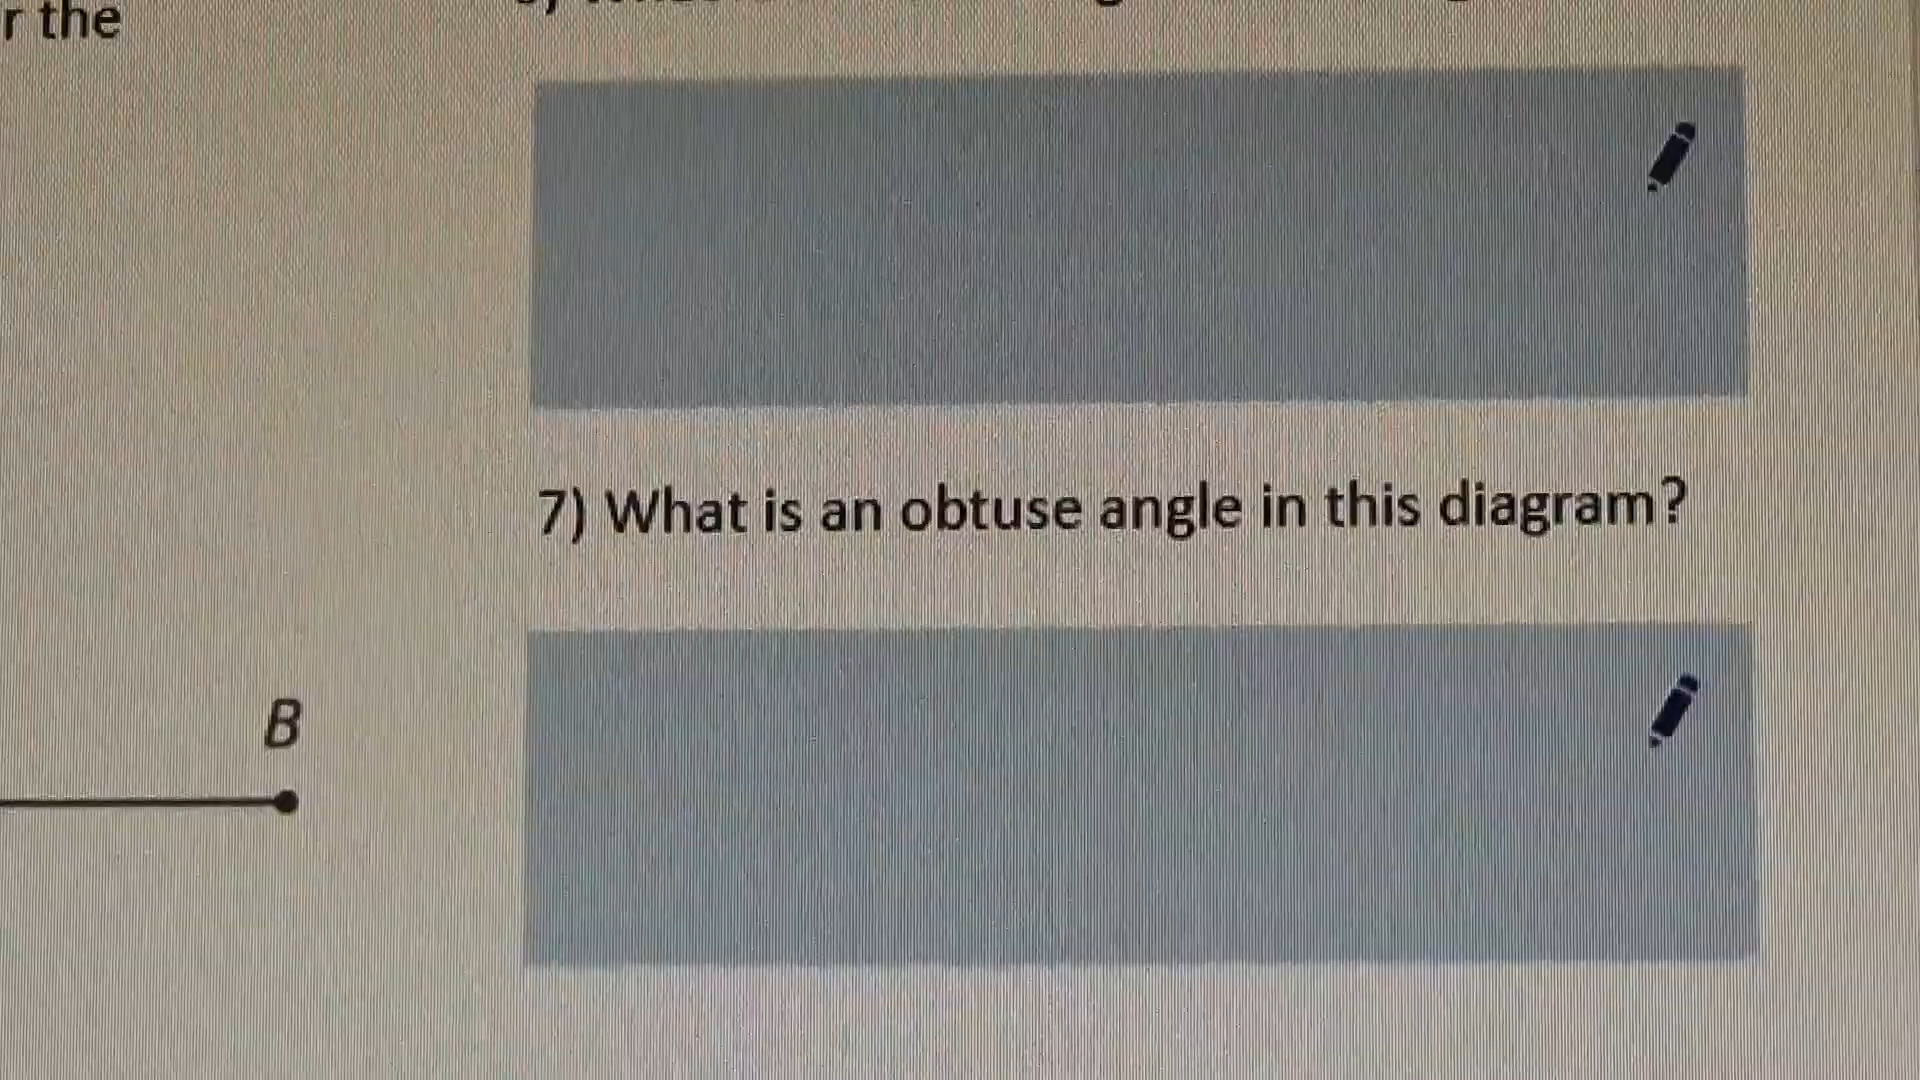 r the
7) What is an obtuse angle in this diagram?
B